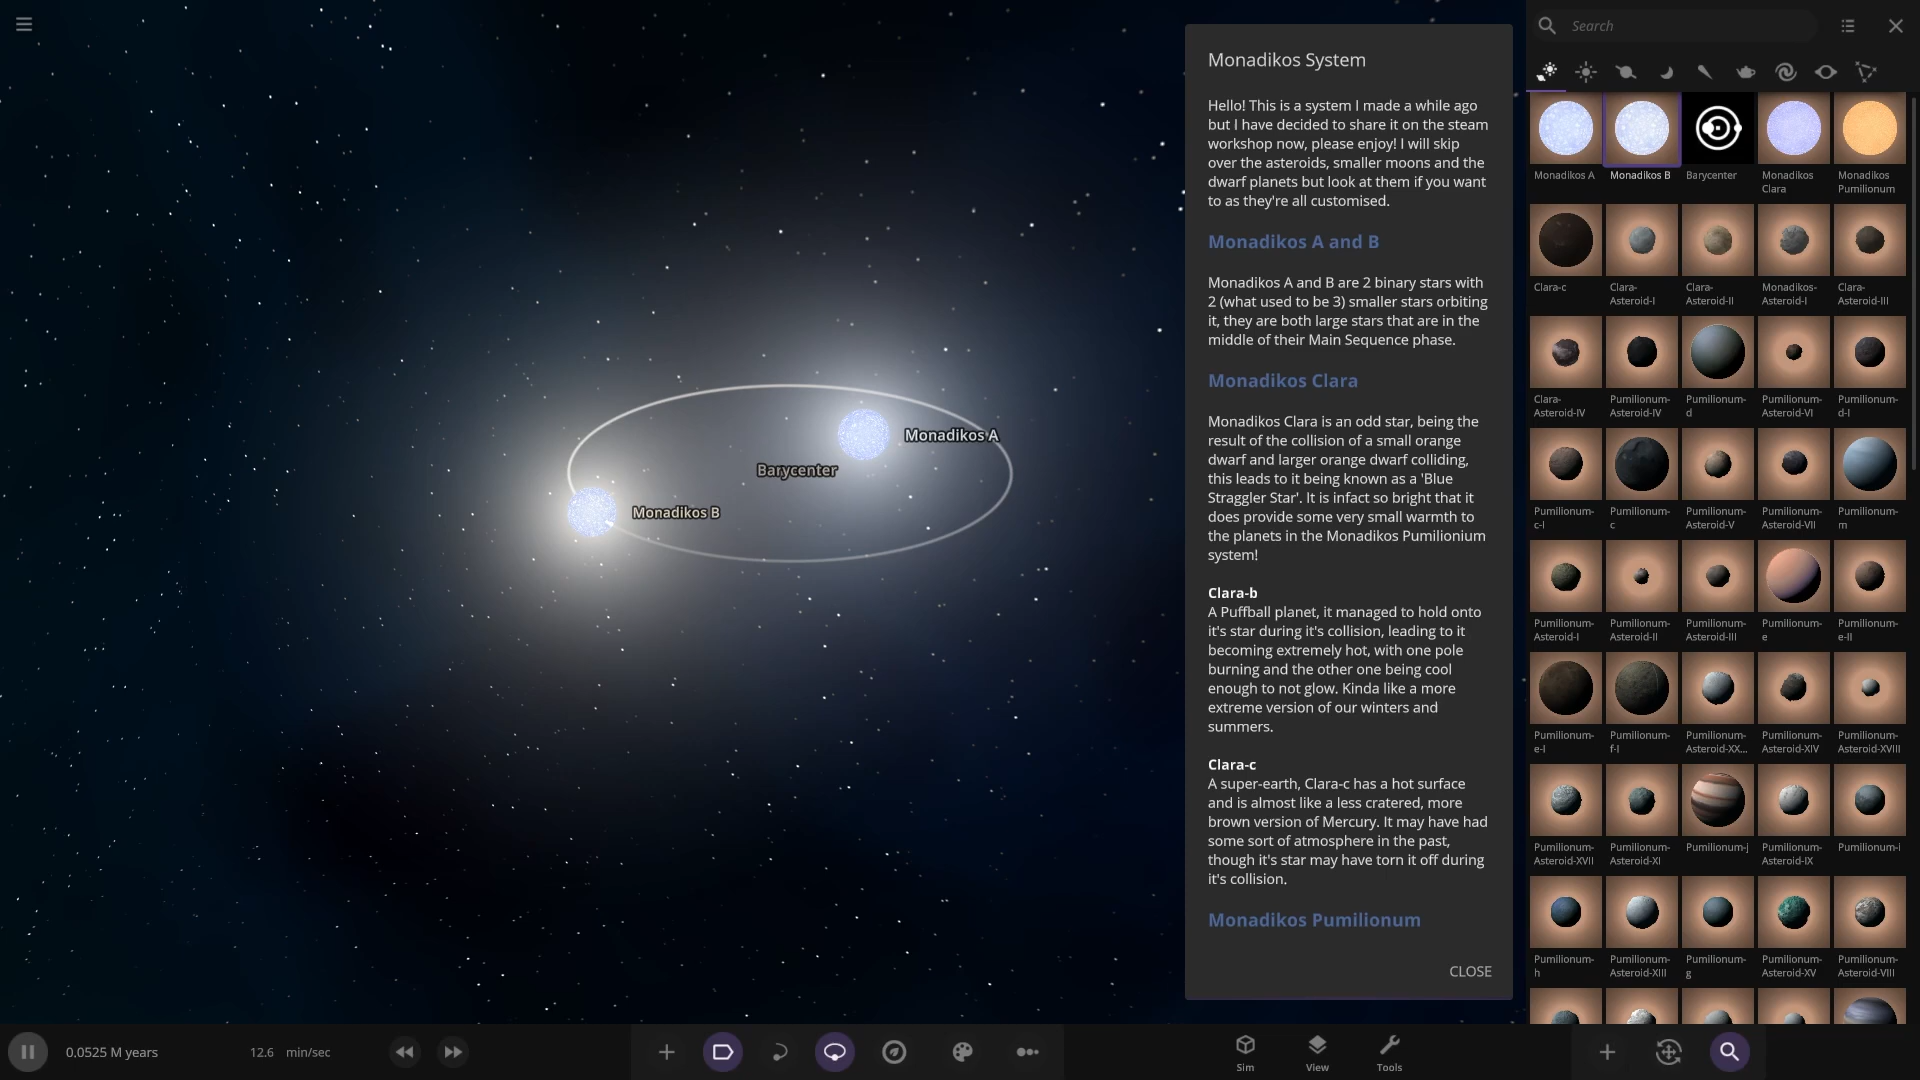 Monadikos A
Barycenter
Monadikos B
Monadikos System
Hello! This is a system I made a while ago
but I have decided to share it on the steam
workshop now, please enjoy! I will skip
over the asteroids, smaller moons and the
dwarf planets but look at them if you want
to as they're all customised.
Monadikos A and B
Monadikos A and B are 2 binary stars with
2 (what used to be 3) smaller stars orbiting
it, they are both large stars that are in the
middle of their Main Sequence phase.
Monadikos Clara
Monadikos Clara is an odd star, being the
result of the collision of a small orange
dwarf and larger orange dwarf colliding,
this leads to it being known as a 'Blue
Straggler Star'. It is infact so bright that it
does provide some very small warmth to
the planets in the Monadikos Pumilionium
system!
Clara-b
A Puffball planet, it managed to hold onto
it's star during it's collision, leading to it
becoming extremely hot, with one pole
burning and the other one being cool
enough to not glow. Kinda like a more
extreme version of our winters and
summers.
Clara-c
A super-earth, Clara-c has a hot surface
and is almost like a less cratered, more
brown version of Mercury. It may have had
some sort of atmosphere in the past,
though it's star may have torn it off during
it's collision.
Monadikos Pumilionum
CLOSE
Search
Monadikos A
Monadikos B
Barycenter
Monadikos
Clara
Monadikos
Pumilionum
Clara-c
Clara-
Asteroid-I
Clara-
Asteroid-II
Monadikos-
Asteroid-I
Clara-
Asteroid-III
Clara-
Asteroid-IV
Pumilionum-
Asteroid-IV
Pumilionum-
d
Pumilionum-
Asteroid-VI
Pumilionum-
d-I
Pumilionum-
c-I
Pumilionum-
c
Pumilionum-
Asteroid-V
Pumilionum-
Asteroid-VII
Pumilionum-
m
Pumilionum-
Asteroid-I
Pumilionum-
Asteroid-II
Pumilionum-
Asteroid-III
Pumilionum-
e
Pumilionum-
e-II
Pumilionum-
e-I
Pumilionum-
f-I
Pumilionum-
Asteroid-XX...
Pumilionum-
Asteroid-XIV
Pumilionum-
Asteroid-XVIII
Pumilionum-
Asteroid-XVII
Pumilionum-
Asteroid-XI
Pumilionum-j
Pumilionum-
Asteroid-IX
Pumilionum-i
Pumilionum-
h
Pumilionum-
Asteroid-XIII
Pumilionum-
g
Pumilionum-
Asteroid-XV
Pumilionum-
Asteroid-VIII
0.0525 M years
12.6 min/sec
Sim
View
Tools